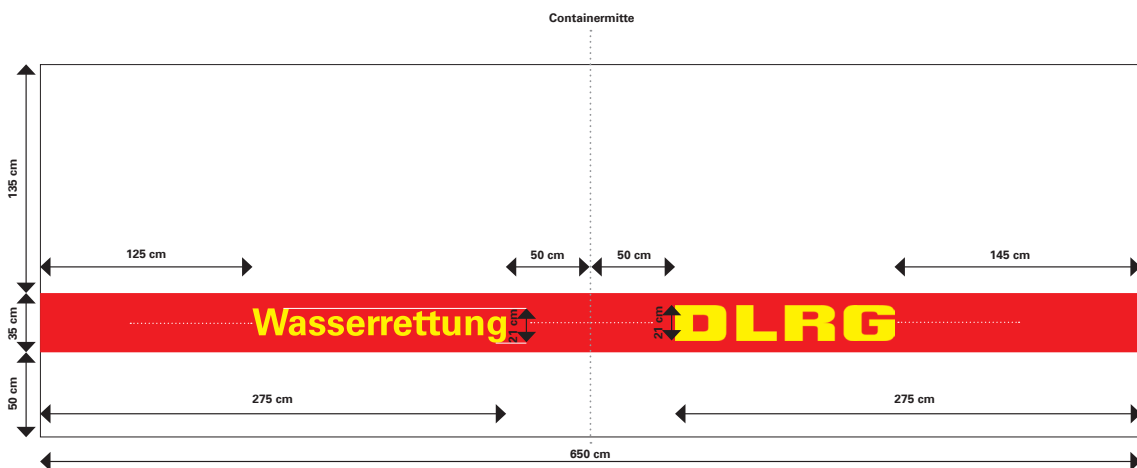 Containermitte
135 cm
125 cm
50 cm
50 cm
145 cm
35 cm
Wasserrettung
21 cm
21 cm
DLRG
50 cm
275 cm
275 cm
650 cm